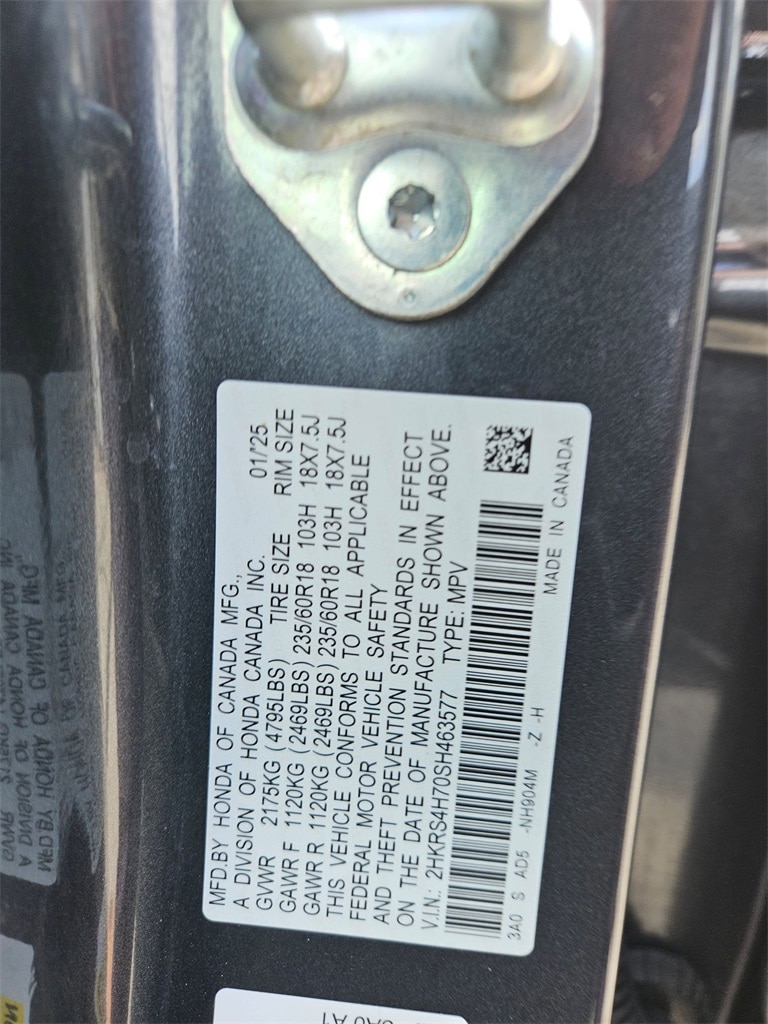 MFD.BY HONDA OF CANADA MFG.,
A DIVISION OF HONDA CANADA INC. 01/25
GVWR 2175KG (4795LBS) TIRE SIZE RIM SIZE
GAWR F 1120KG (2469LBS) 235/60R18 103H 18X7.5J
GAWR R 1120KG (2469LBS) 235/60R18 103H 18X7.5J
THIS VEHICLE CONFORMS TO ALL APPLICABLE
FEDERAL MOTOR VEHICLE SAFETY
AND THEFT PREVENTION STANDARDS IN EFFECT
ON THE DATE OF MANUFACTURE SHOWN ABOVE.
V.I.N.: 2HKRS4H70SH463577 TYPE: MPV
3A0 S AD5 -NH904M -Z -H
MADE IN CANADA